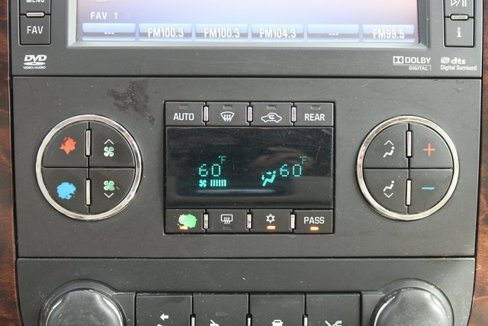 FAV 1
--- FM100.3 FM100.3 FM104.3 --- FM99.5
FAV
i
DVD
VIDEO/AUDIO
DOLBY
DIGITAL
dts
Digital Surround
AUTO REAR
60°F 60°F
PASS